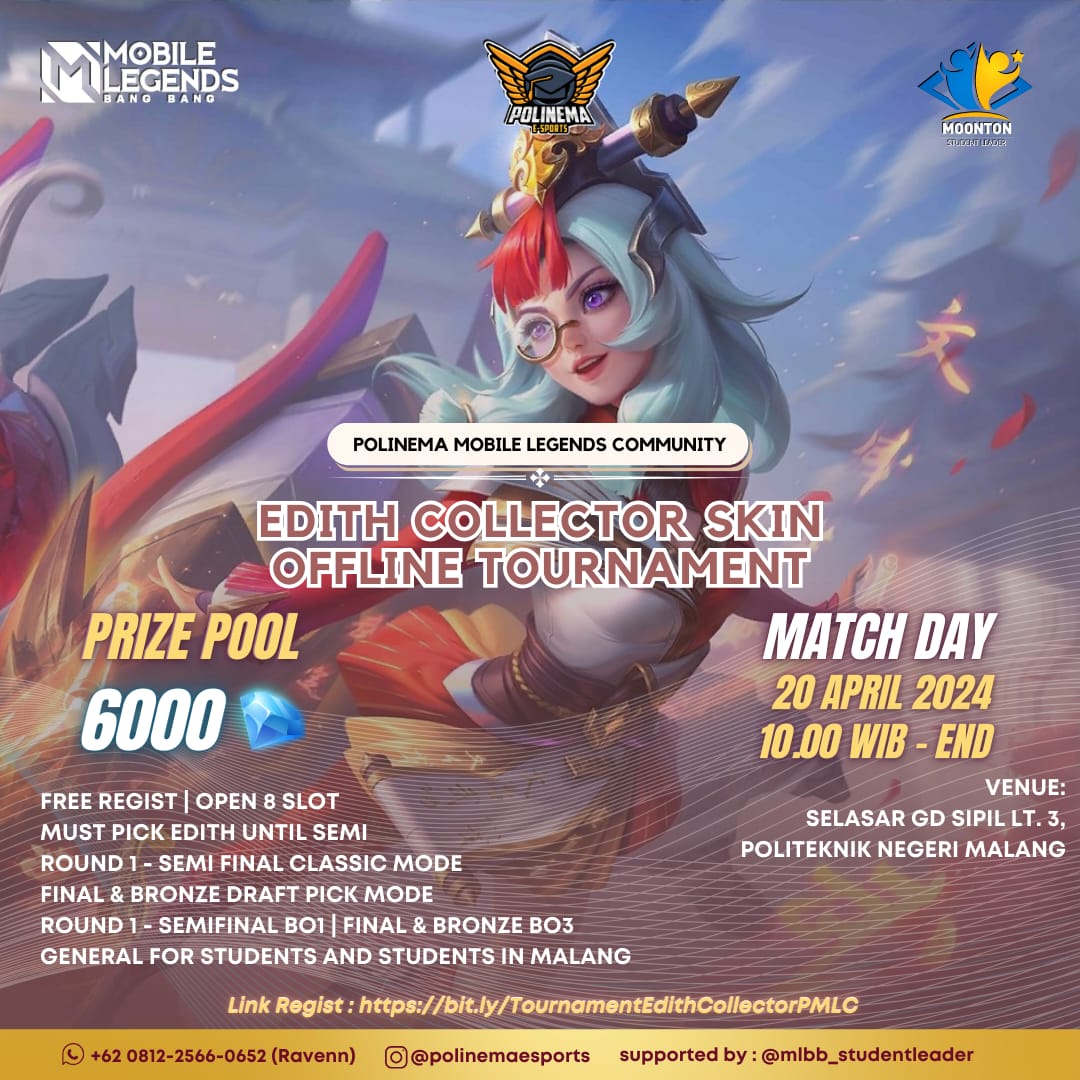 MOBILE
LEGENDS
BANG BANG
POLINEMA
E-SPORTS
MOONTON
STUDENT LEADER
POLINEMA MOBILE LEGENDS COMMUNITY
EDITH COLLECTOR SKIN
OFFLINE TOURNAMENT
PRIZE POOL
6000
MATCH DAY
20 APRIL 2024
10.00 WIB - END
VENUE:
SELASAR GD SIPIL LT. 3,
POLITEKNIK NEGERI MALANG
FREE REGIST | OPEN 8 SLOT
MUST PICK EDITH UNTIL SEMI
ROUND 1 - SEMI FINAL CLASSIC MODE
FINAL & BRONZE DRAFT PICK MODE
ROUND 1 - SEMIFINAL BO1 | FINAL & BRONZE BO3
GENERAL FOR STUDENTS AND STUDENTS IN MALANG
Link Regist : https://bit.ly/TournamentEdithCollectorPMLC
+62 0812-2566-0652 (Ravenn) @polinemaesports supported by : @mlbb_studentleader